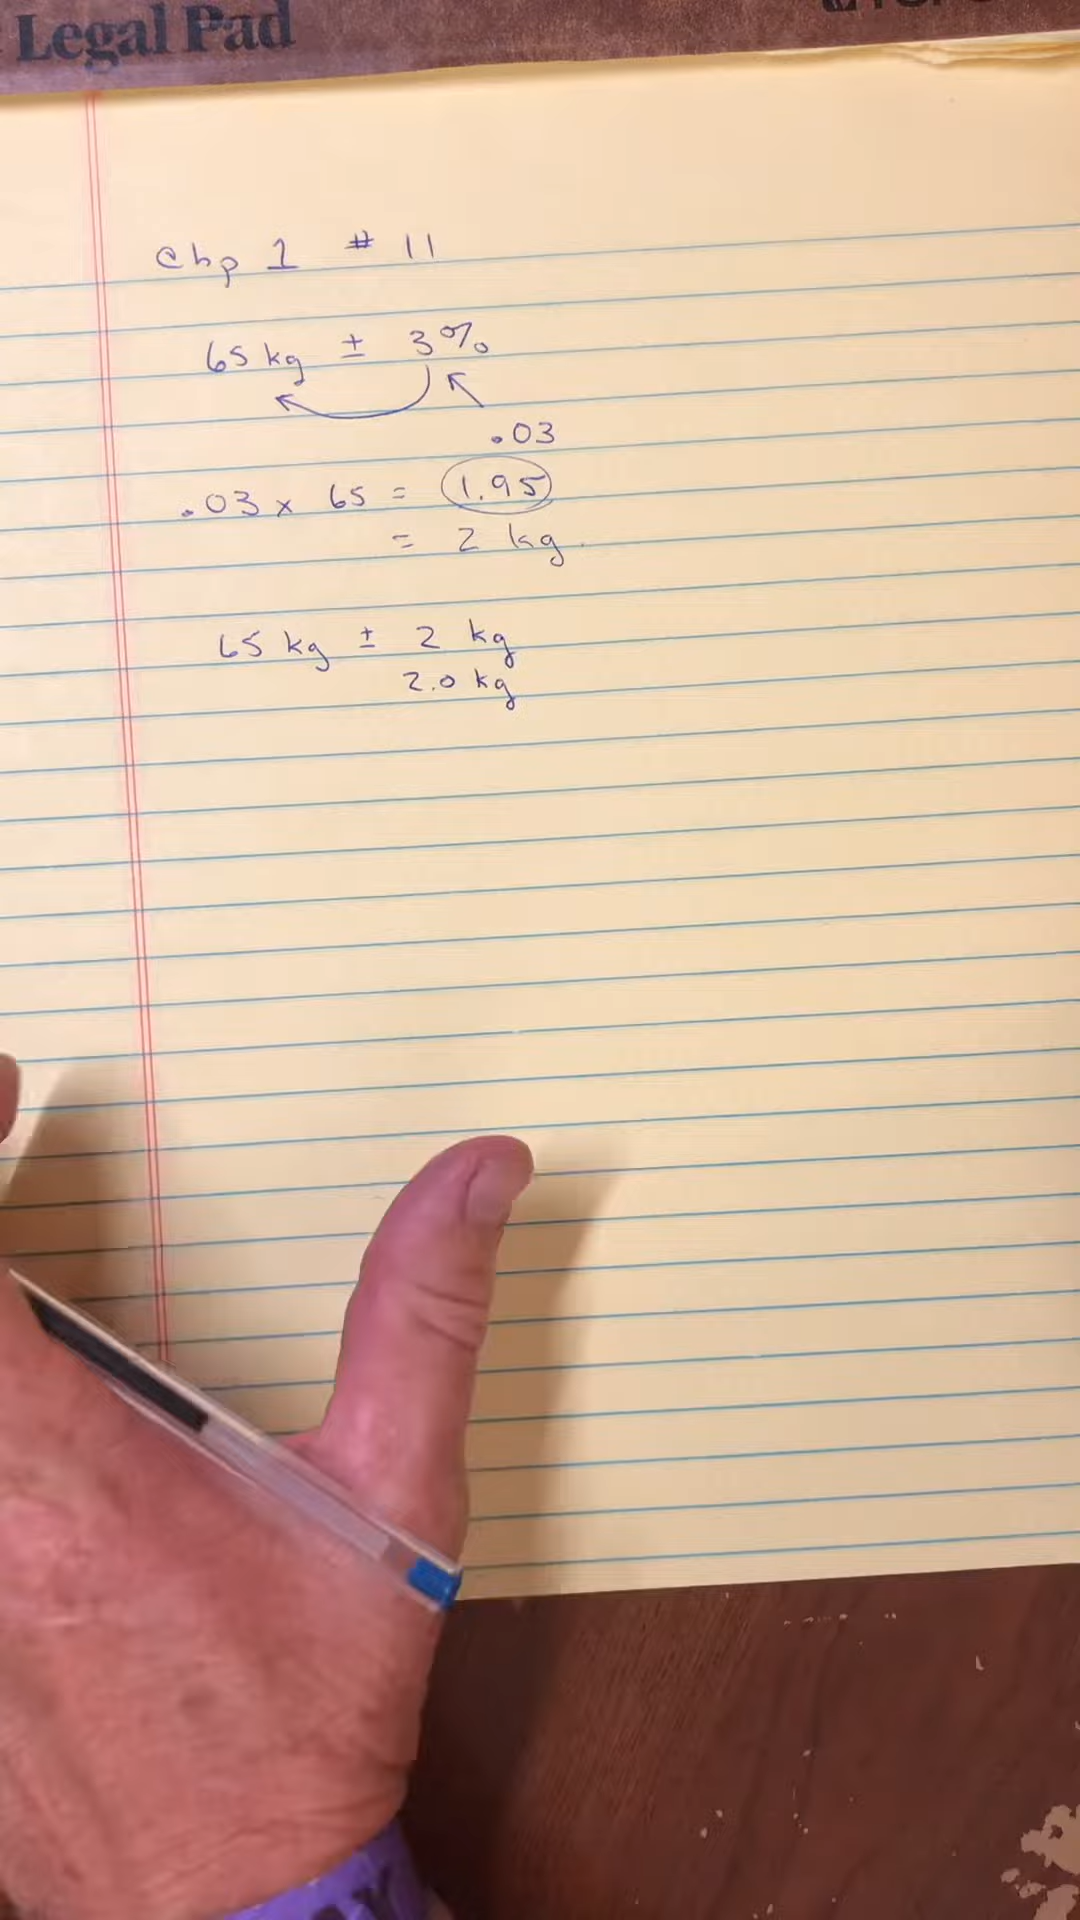 Legal Pad
Chp 1 # 11
65 kg ± 3%
.03
.03 x 65 = 1.95
= 2 kg.
65 kg ± 2 kg
2.0 kg